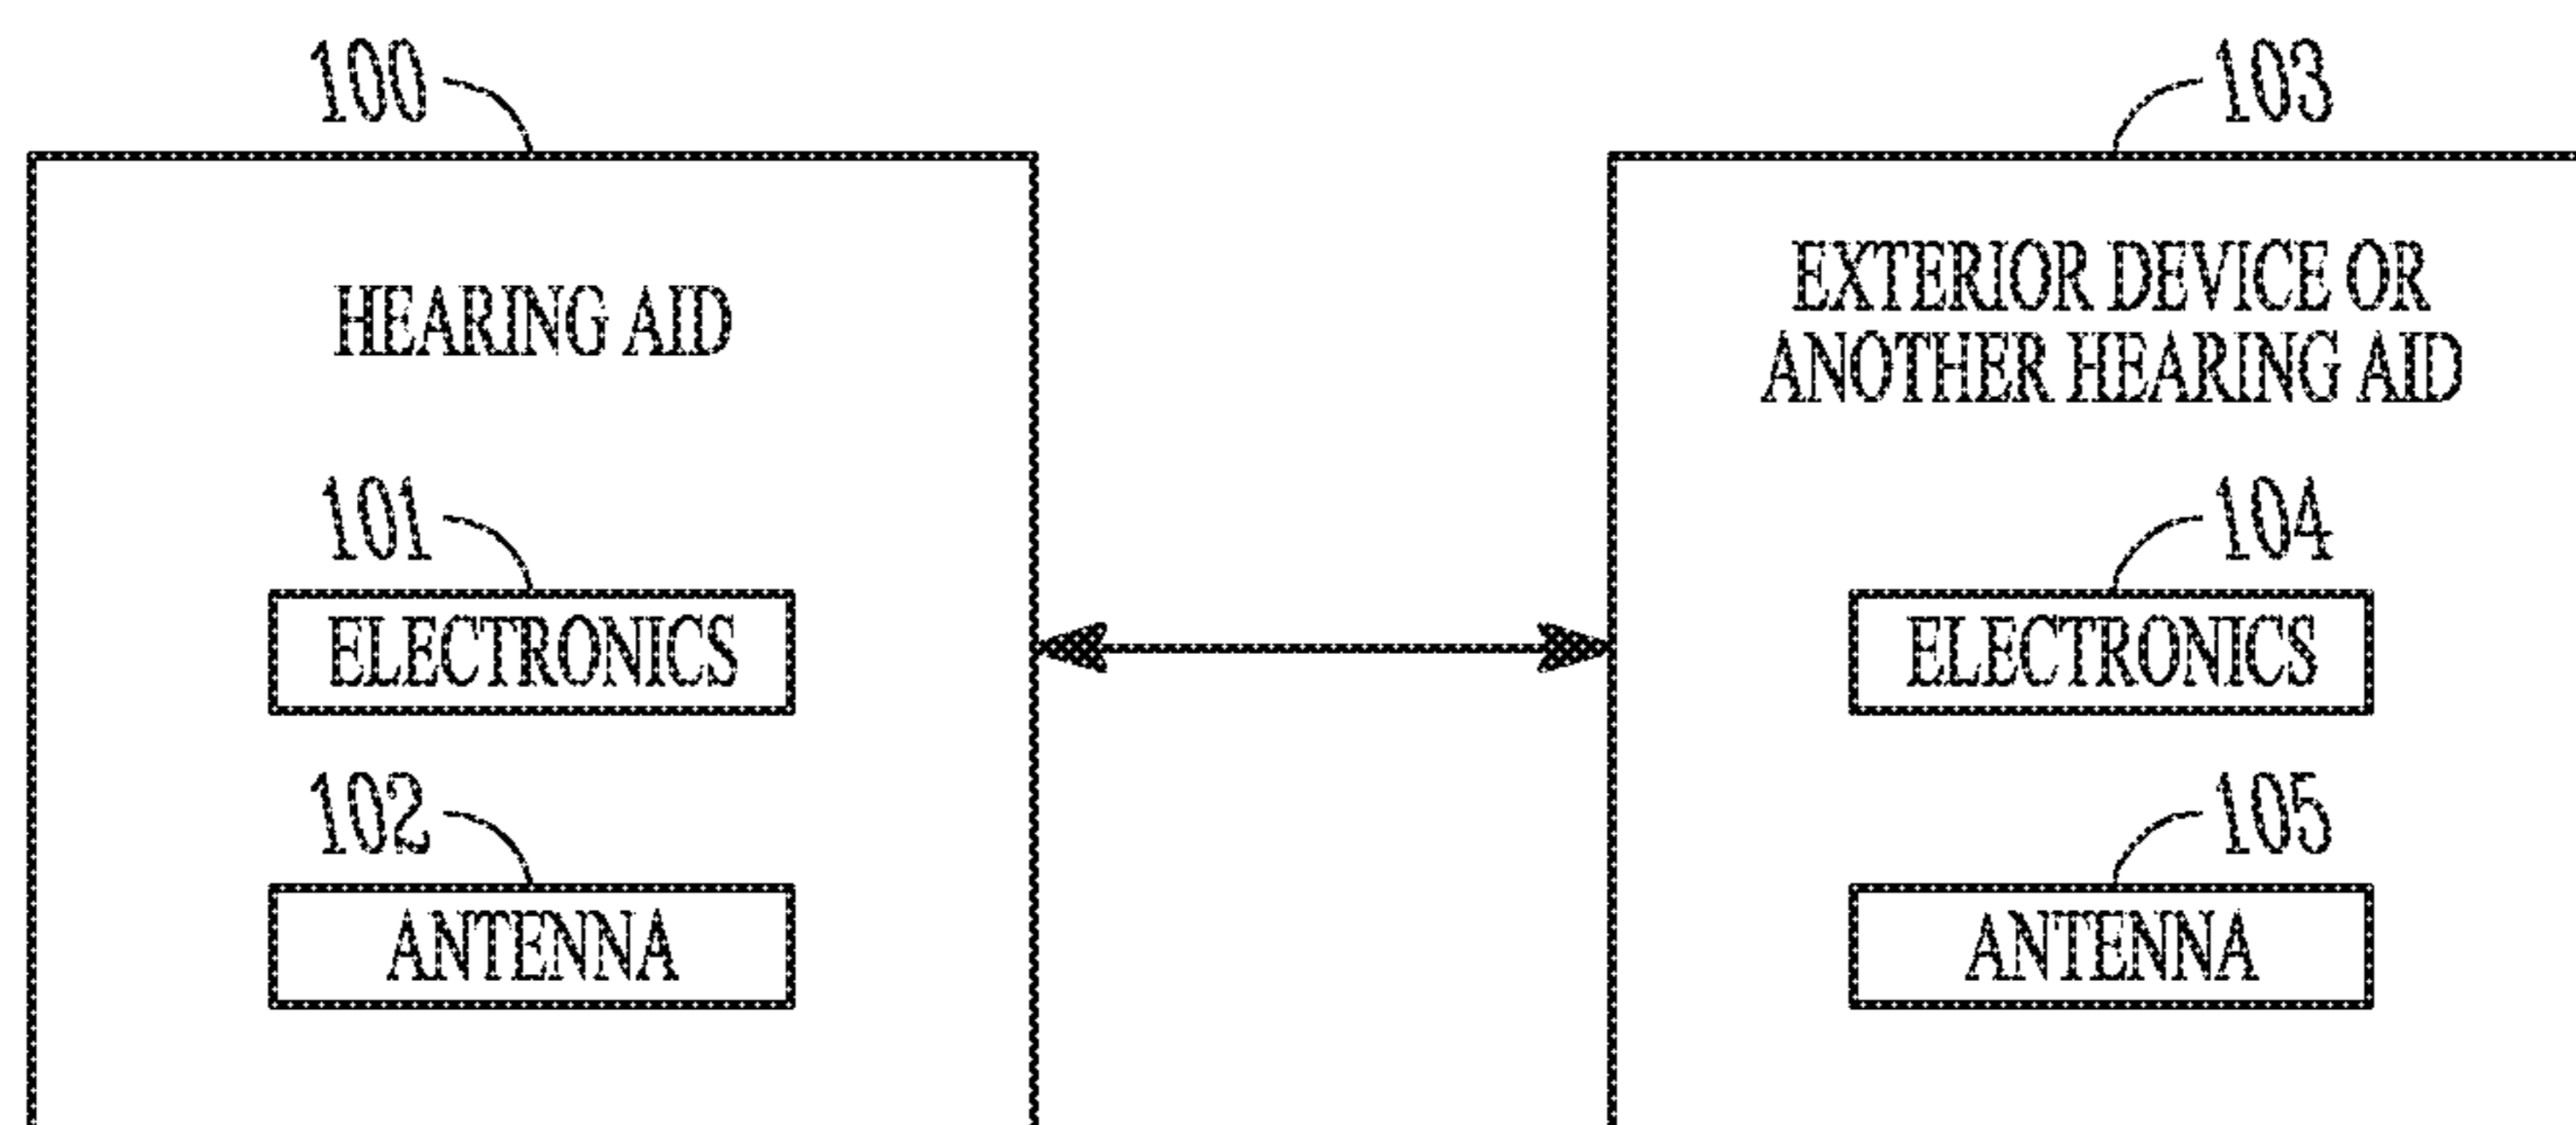 100
HEARING AID
101
ELECTRONICS
102
ANTENNA
103
EXTERIOR DEVICE OR
ANOTHER HEARING AID
104
ELECTRONICS
105
ANTENNA